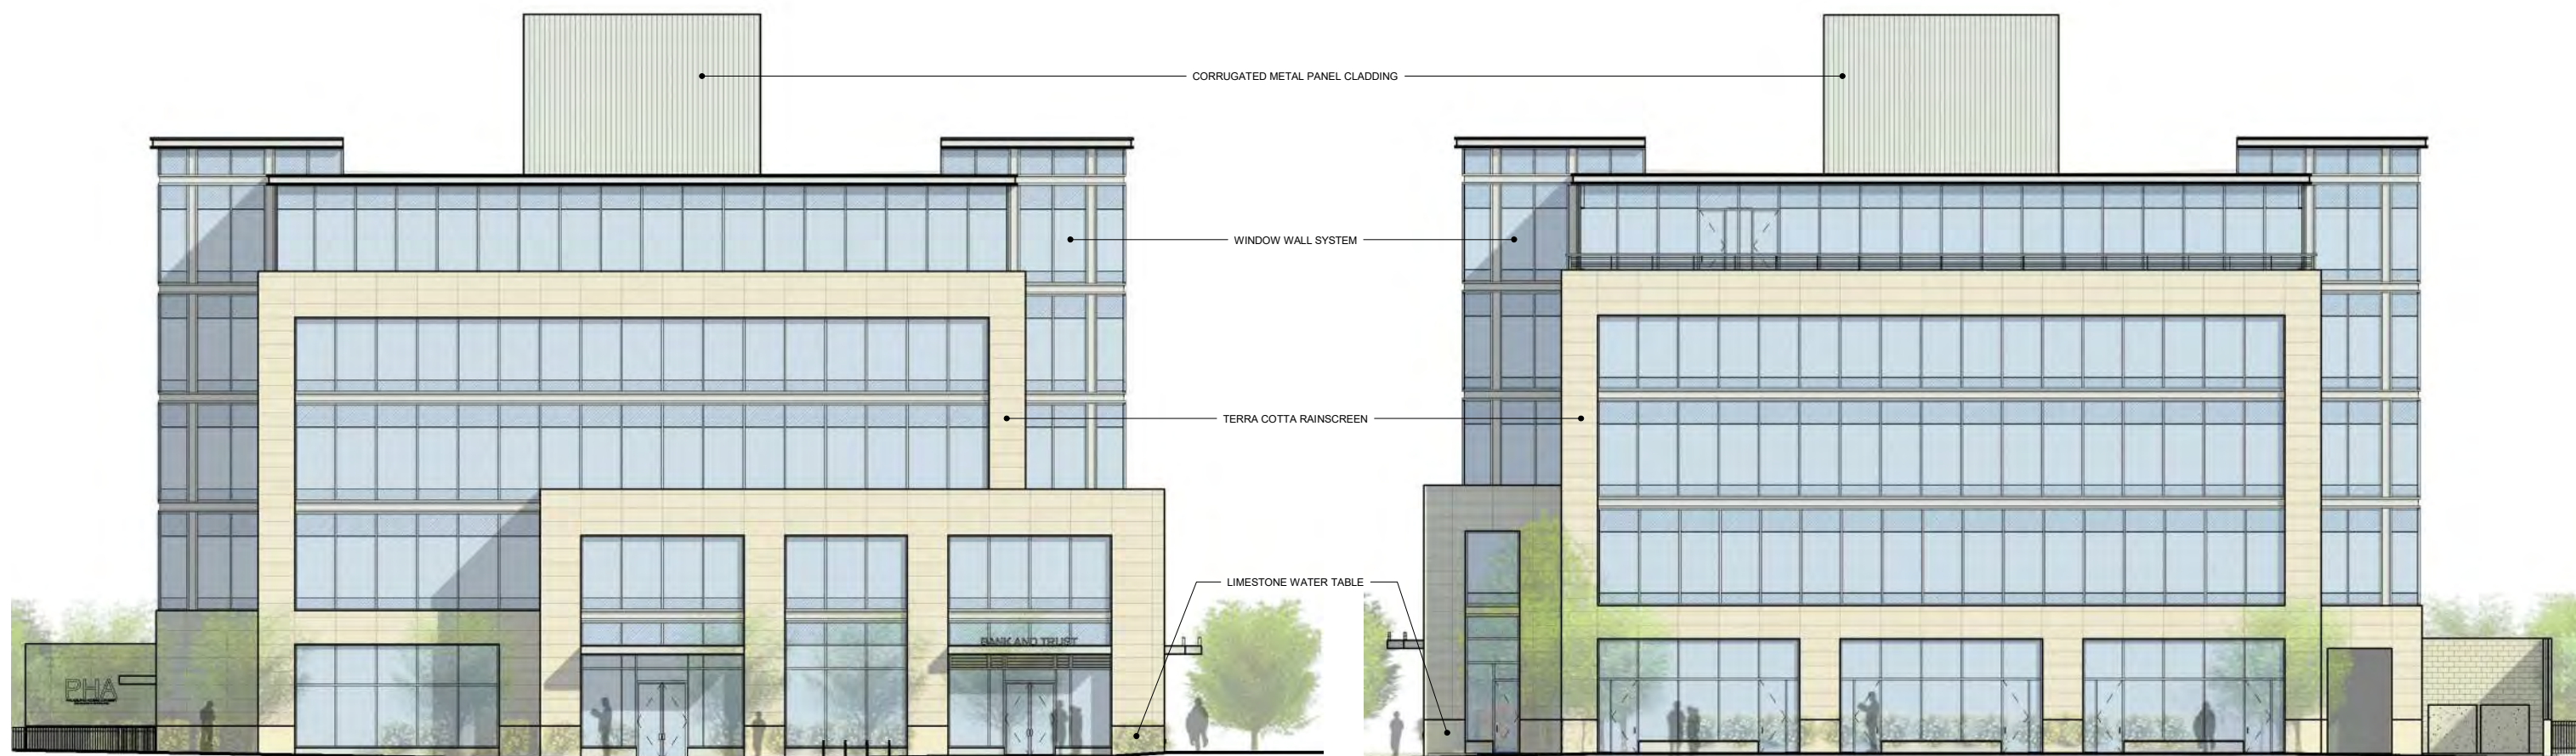 CORRUGATED METAL PANEL CLADDING
WINDOW WALL SYSTEM
TERRA COTTA RAINSCREEN
LIMESTONE WATER TABLE
BANK AND TRUST
PHA